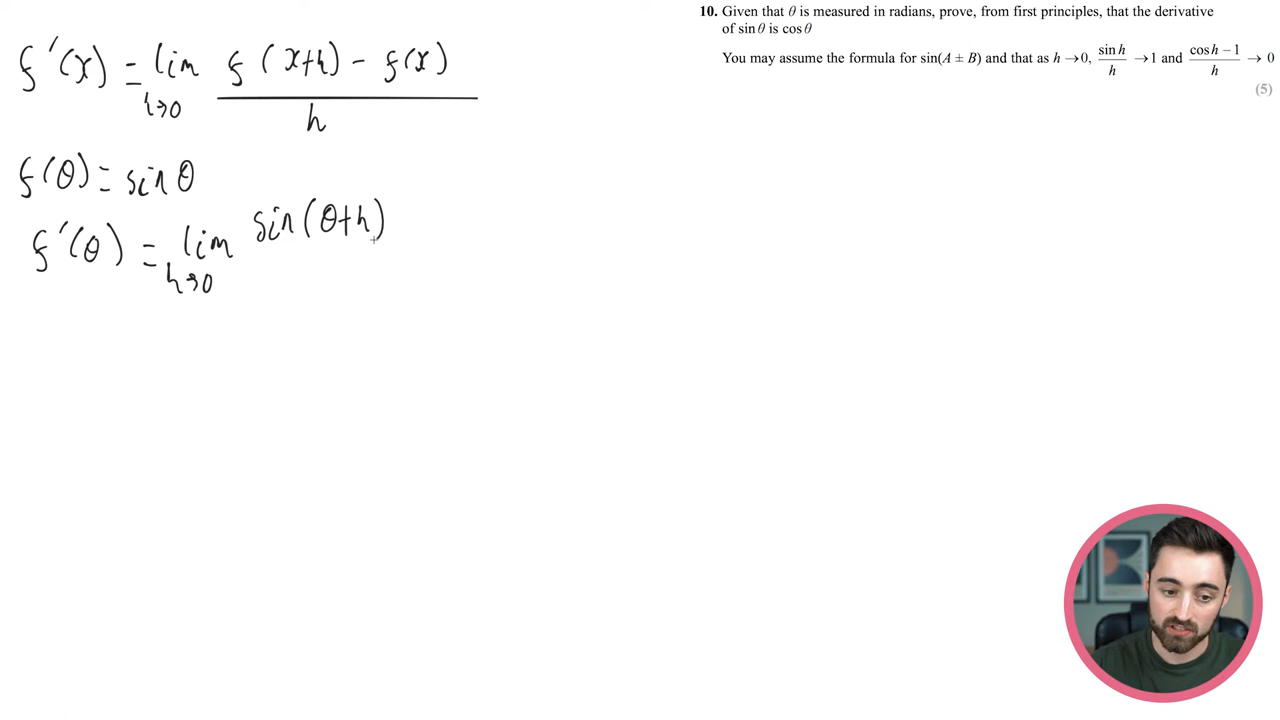 f'(x) = lim f(x+h) - f(x)
h→0 h
f(θ) = sin θ
f'(θ) = lim sin(θ+h)
h→0
10. Given that θ is measured in radians, prove, from first principles, that the derivative
of sin θ is cos θ
You may assume the formula for sin(A ± B) and that as h → 0, sin h / h → 1 and cos h − 1 / h → 0
(5)